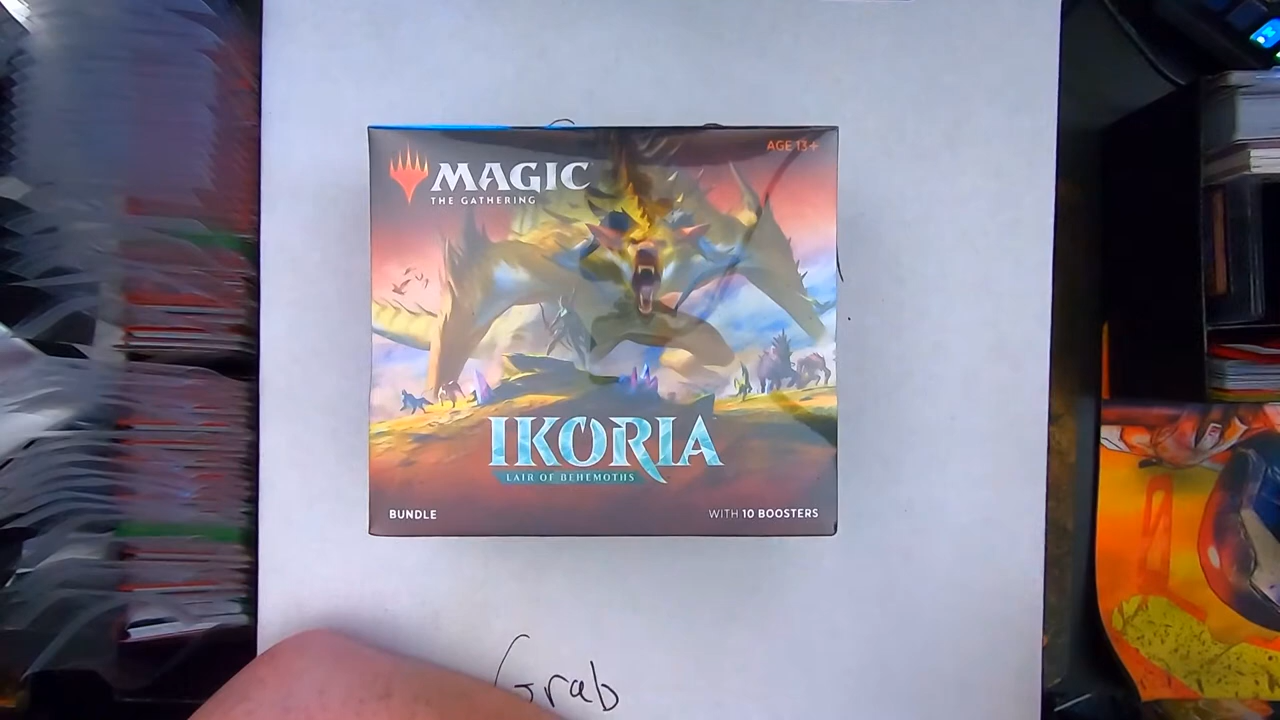 AGE 13+
MAGIC
THE GATHERING
IKORIA
LAIR OF BEHEMOTHS
BUNDLE
WITH 10 BOOSTERS
Grab